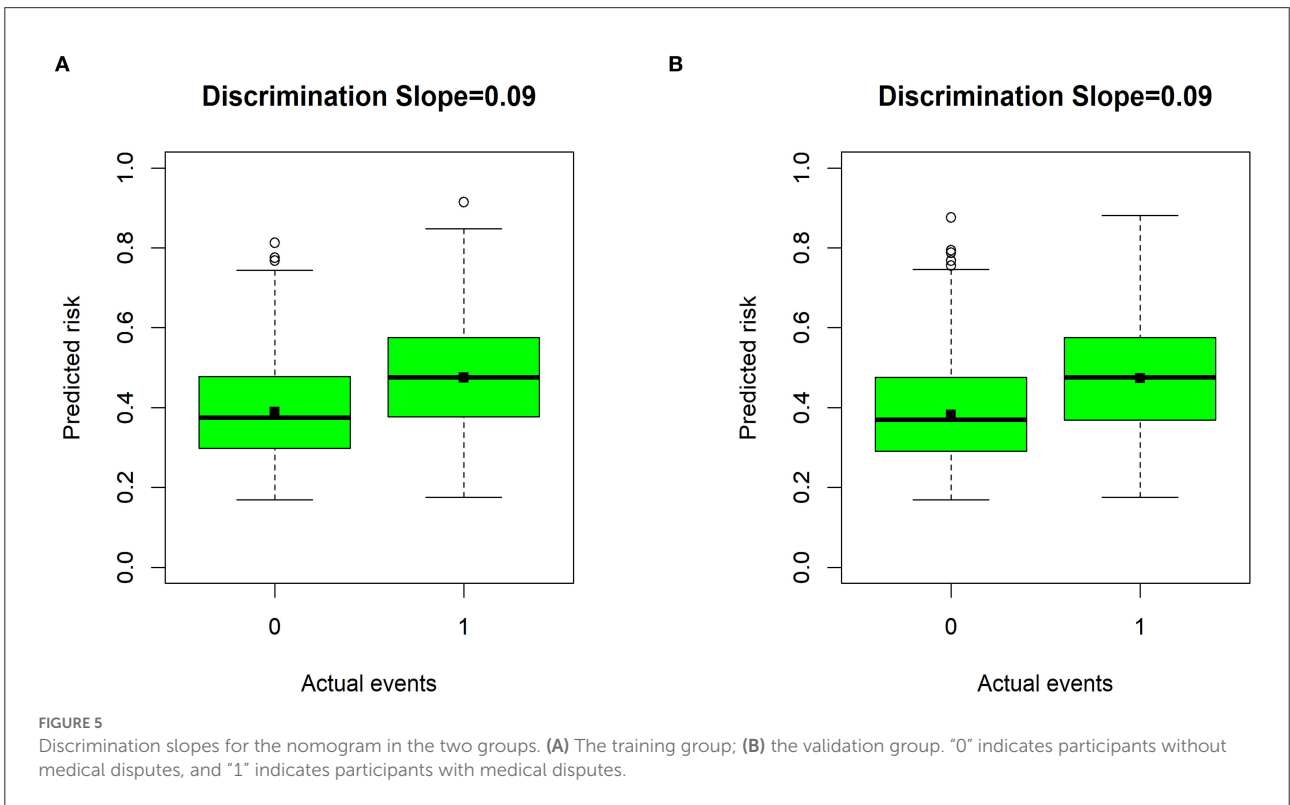 A
Discrimination Slope=0.09
Predicted risk
1.0
0.8
0.6
0.4
0.2
0.0
0
1
Actual events
B
Discrimination Slope=0.09
Predicted risk
1.0
0.8
0.6
0.4
0.2
0.0
0
1
Actual events
FIGURE 5
Discrimination slopes for the nomogram in the two groups. (A) The training group; (B) the validation group. "0" indicates participants without
medical disputes, and "1" indicates participants with medical disputes.